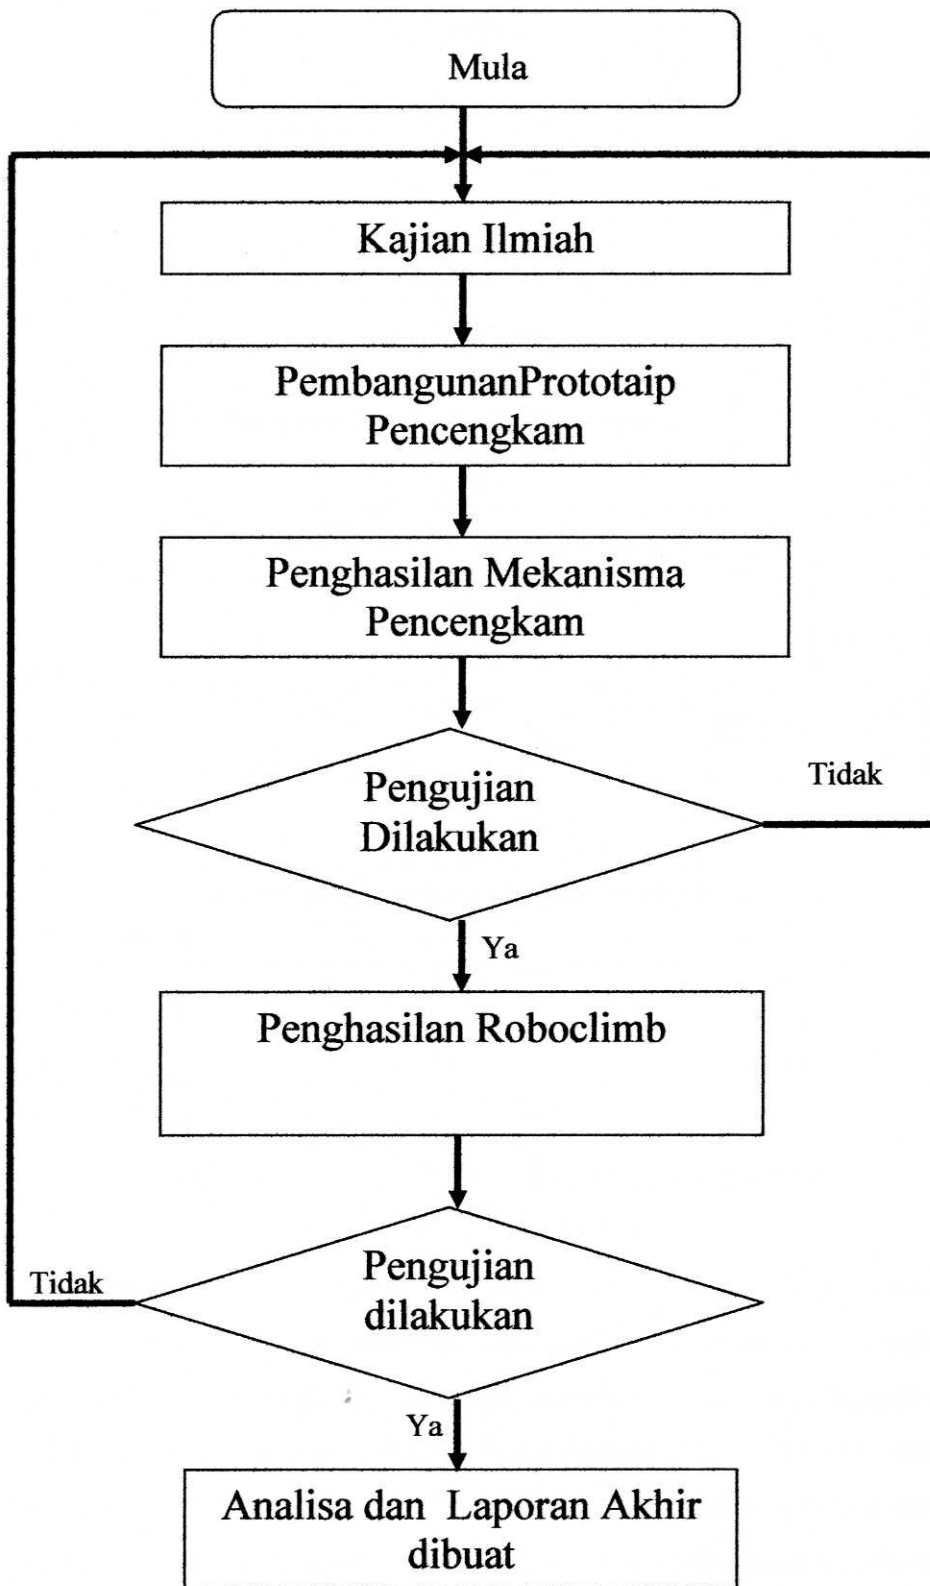 Mula
Kajian Ilmiah
PembangunanPrototaip
Pencengkam
Penghasilan Mekanisma
Pencengkam
Pengujian
Dilakukan
Tidak
Ya
Penghasilan Roboclimb
Pengujian
dilakukan
Tidak
Ya
Analisa dan Laporan Akhir
dibuat